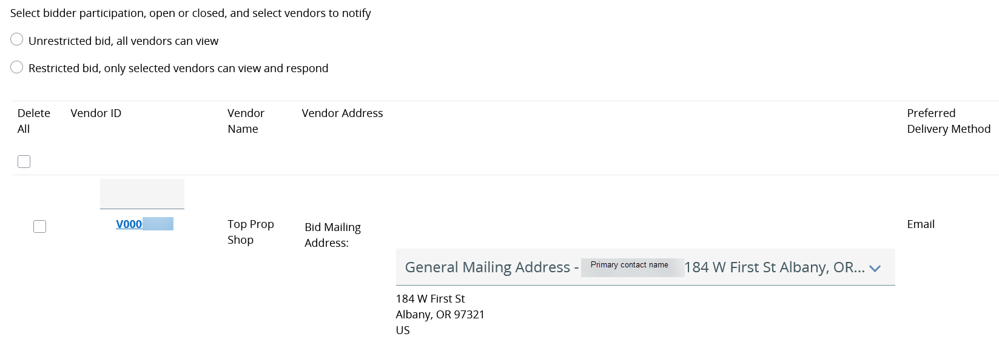 Select bidder participation, open or closed, and select vendors to notify
Unrestricted bid, all vendors can view
Restricted bid, only selected vendors can view and respond
Delete All
Vendor ID
Vendor Name
Vendor Address
Preferred Delivery Method
V000
Top Prop Shop
Bid Mailing Address:
Email
General Mailing Address - Primary contact name 184 W First St Albany, OR...
184 W First St
Albany, OR 97321
US